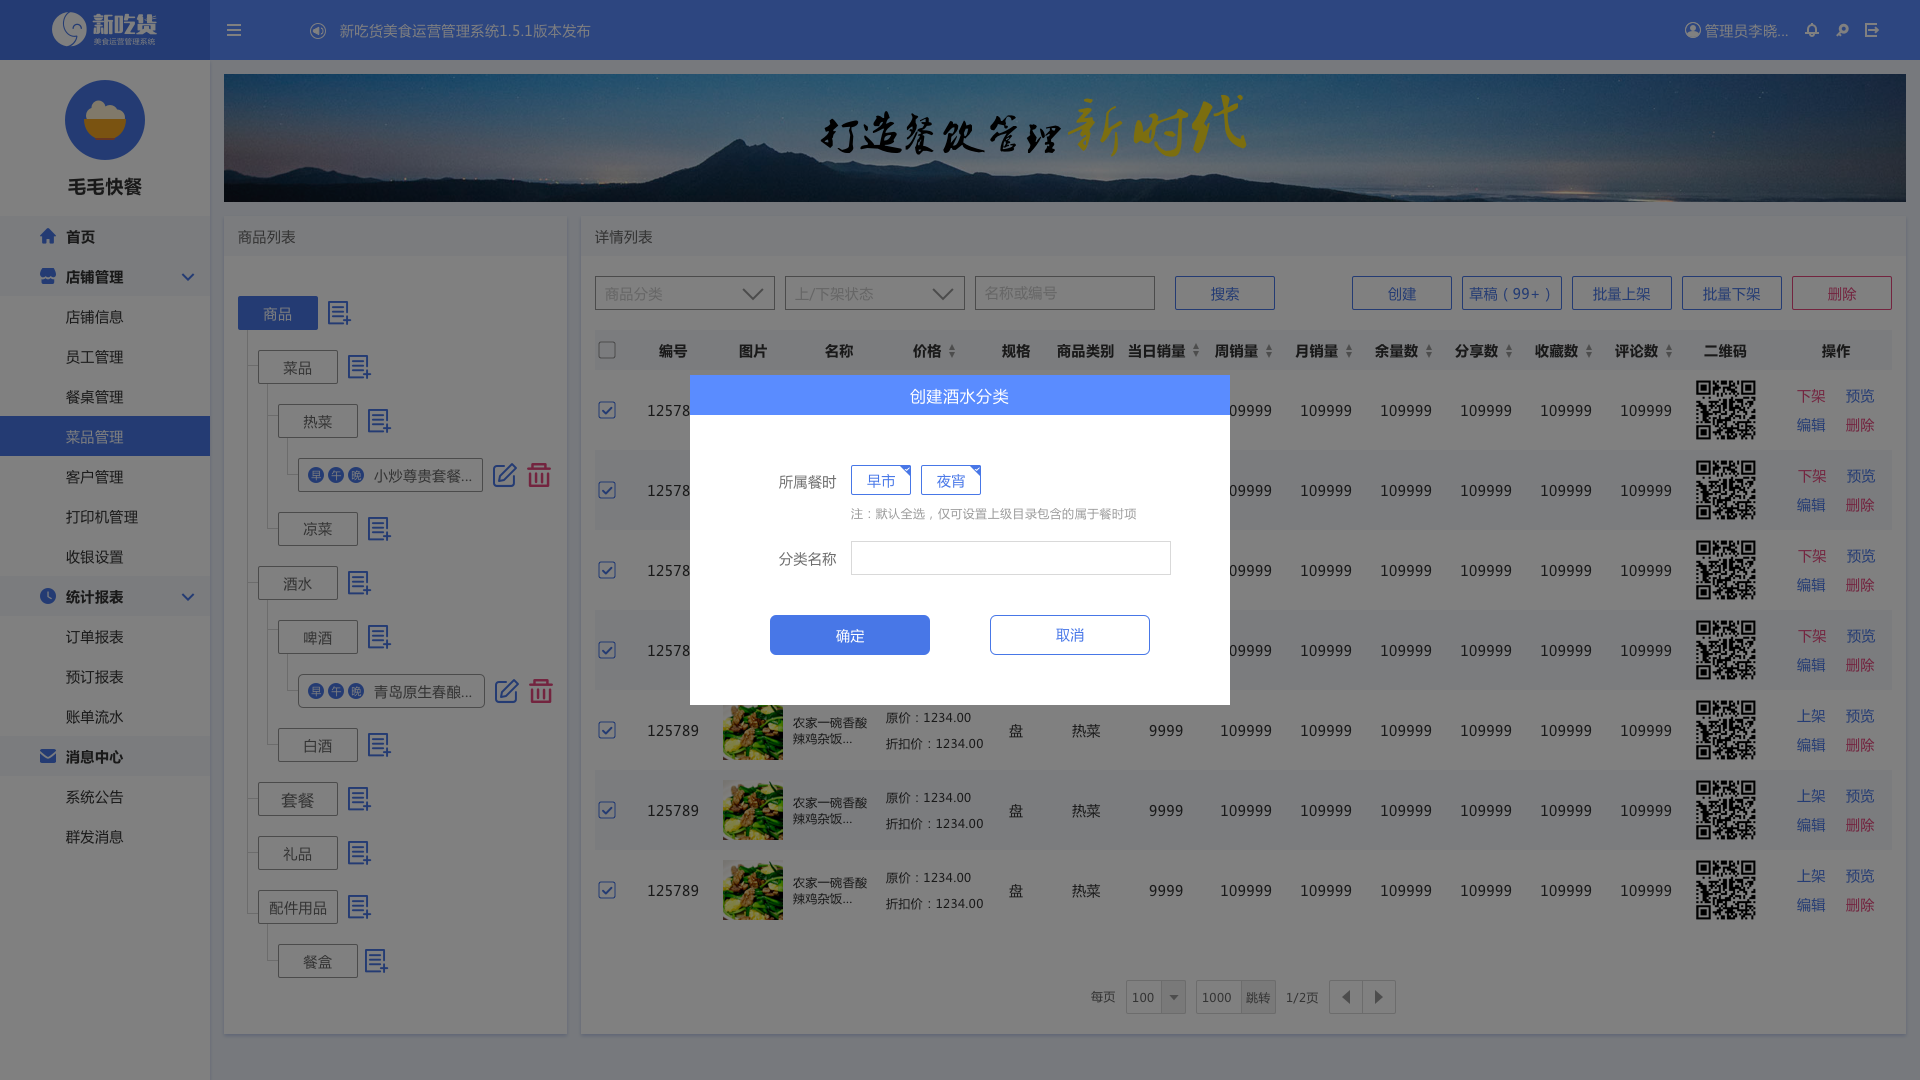 新吃货
美食运营管理系统
新吃货美食运营管理系统1.5.1版本发布
管理员李晓...
毛毛快餐
首页
店铺管理
店铺信息
员工管理
餐桌管理
菜品管理
客户管理
打印机管理
收银设置
统计报表
订单报表
预订报表
账单流水
消息中心
系统公告
群发消息
打造餐饮管理新时代
商品列表
商品
菜品
热菜
早 午 晚 小炒尊贵套餐...
凉菜
酒水
啤酒
早 午 晚 青岛原生春酿...
白酒
套餐
礼品
配件用品
餐盒
详情列表
商品分类 上/下架状态 名称或编号 搜索 创建 草稿（99+） 批量上架 批量下架 删除
编号 图片 名称 价格 规格 商品类别 当日销量 周销量 月销量 余量数 分享数 收藏数 评论数 二维码 操作
12578 09999 109999 109999 109999 109999 109999 下架 预览
编辑 删除
12578 09999 109999 109999 109999 109999 109999 下架 预览
编辑 删除
12578 09999 109999 109999 109999 109999 109999 下架 预览
编辑 删除
12578 09999 109999 109999 109999 109999 109999 下架 预览
编辑 删除
125789 农家一碗香酸辣鸡杂饭... 原价：1234.00 折扣价：1234.00 盘 热菜 9999 109999 109999 109999 109999 109999 109999 上架 预览
编辑 删除
125789 农家一碗香酸辣鸡杂饭... 原价：1234.00 折扣价：1234.00 盘 热菜 9999 109999 109999 109999 109999 109999 109999 上架 预览
编辑 删除
125789 农家一碗香酸辣鸡杂饭... 原价：1234.00 折扣价：1234.00 盘 热菜 9999 109999 109999 109999 109999 109999 109999 上架 预览
编辑 删除
每页 100 1000 跳转 1/2页
创建酒水分类
所属餐时 早市 夜宵
注：默认全选，仅可设置上级目录包含的属于餐时项
分类名称
确定 取消